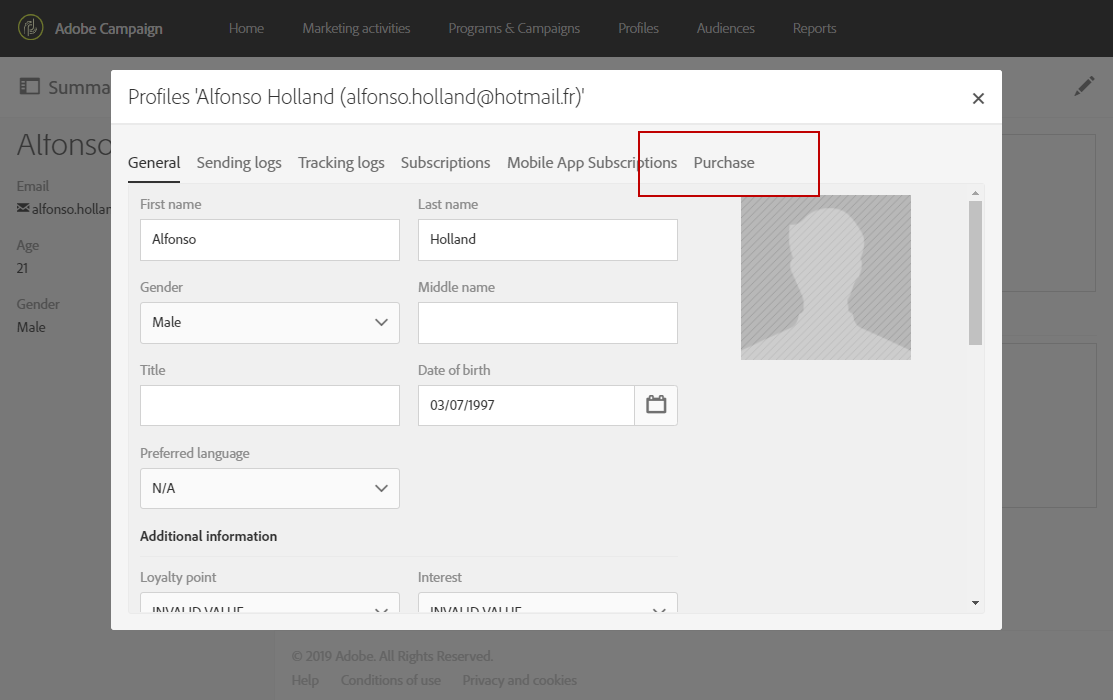 Adobe Campaign Home Marketing activities Programs & Campaigns Profiles Audiences Reports
Summa
Profiles 'Alfonso Holland (alfonso.holland@hotmail.fr)'
Alfonso
Email
alfonso.hollan
Age
21
Gender
Male
General Sending logs Tracking logs Subscriptions Mobile App Subscriptions Purchase
First name Last name
Alfonso Holland
Gender Middle name
Male
Title Date of birth
03/07/1997
Preferred language
N/A
Additional information
Loyalty point Interest
INVALID VALUE INVALID VALUE
© 2019 Adobe. All Rights Reserved.
Help Conditions of use Privacy and cookies